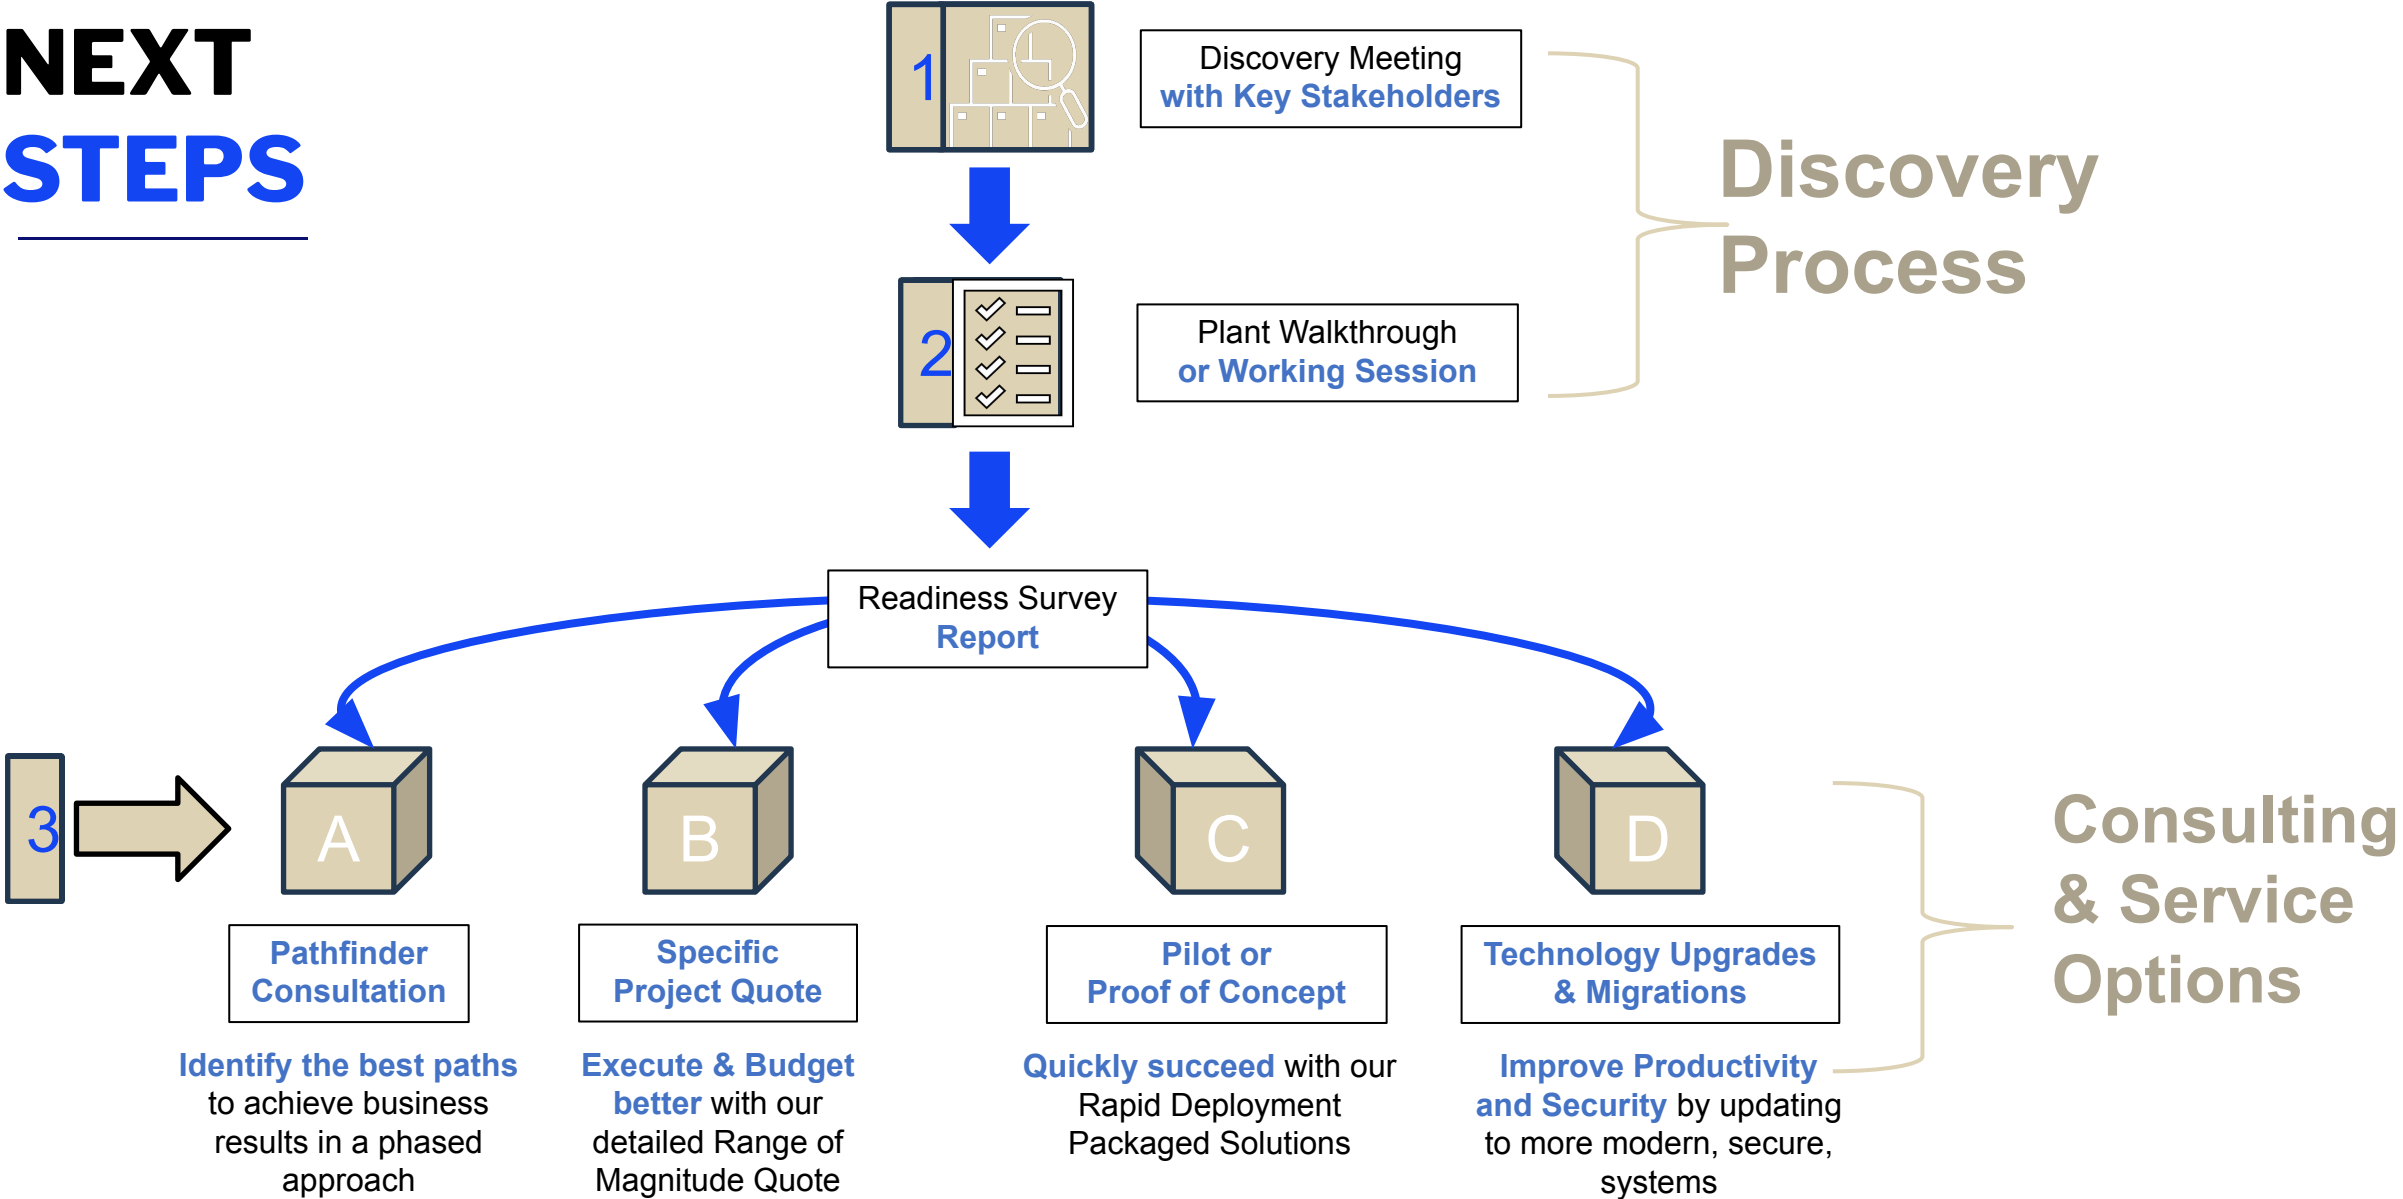 NEXT
STEPS
1
Discovery Meeting
with Key Stakeholders
Discovery
Process
2
Plant Walkthrough
or Working Session
Readiness Survey
Report
3
A
B
C
D
Pathfinder
Consultation
Identify the best paths
to achieve business
results in a phased
approach
Specific
Project Quote
Execute & Budget
better with our
detailed Range of
Magnitude Quote
Pilot or
Proof of Concept
Quickly succeed with our
Rapid Deployment
Packaged Solutions
Technology Upgrades
& Migrations
Improve Productivity
and Security by updating
to more modern, secure,
systems
Consulting
& Service
Options